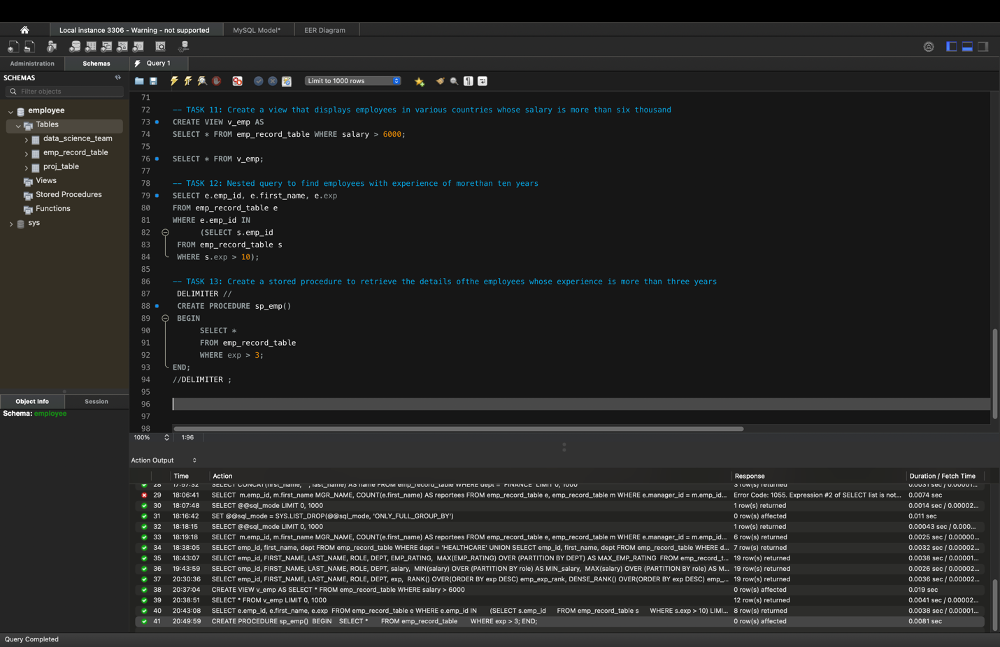 Local instance 3306 - Warning - not supported
MySQL Model*
EER Diagram
Administration
Schemas
Query 1
SCHEMAS
Filter objects
Limit to 1000 rows
employee
Tables
data_science_team
emp_record_table
proj_table
Views
Stored Procedures
Functions
sys
71
72 -- TASK 11: Create a view that displays employees in various countries whose salary is more than six thousand
73 CREATE VIEW v_emp AS
74 SELECT * FROM emp_record_table WHERE salary > 6000;
75
76 SELECT * FROM v_emp;
77
78 -- TASK 12: Nested query to find employees with experience of morethan ten years
79 SELECT e.emp_id, e.first_name, e.exp
80 FROM emp_record_table e
81 WHERE e.emp_id IN
82 (SELECT s.emp_id
83 FROM emp_record_table s
84 WHERE s.exp > 10);
85
86 -- TASK 13: Create a stored procedure to retrieve the details ofthe employees whose experience is more than three years
87 DELIMITER //
88 CREATE PROCEDURE sp_emp()
89 BEGIN
90 SELECT *
91 FROM emp_record_table
92 WHERE exp > 3;
93 END;
94 //DELIMITER ;
95
96
97
98
Object Info
Session
Schema: employee
100%
1:96
Action Output
Time Action Response Duration / Fetch Time
28 17:57:32 SELECT CONCAT(first_name, ' ', last_name) AS name FROM emp_record_table WHERE dept = 'FINANCE' LIMIT 0, 1000 3 row(s) returned 0.0031 sec / 0.00001...
29 18:06:41 SELECT m.emp_id, m.first_name MGR_NAME, COUNT(e.first_name) AS reportees FROM emp_record_table e, emp_record_table m WHERE e.manager_id = m.emp_id... Error Code: 1055. Expression #2 of SELECT list is not... 0.0074 sec
30 18:07:48 SELECT @@sql_mode LIMIT 0, 1000 1 row(s) returned 0.0014 sec / 0.00002...
31 18:16:42 SET @@sql_mode = SYS.LIST_DROP(@@sql_mode, 'ONLY_FULL_GROUP_BY') 0 row(s) affected 0.011 sec
32 18:18:15 SELECT @@sql_mode LIMIT 0, 1000 1 row(s) returned 0.00043 sec / 0.000...
33 18:19:18 SELECT m.emp_id, m.first_name MGR_NAME, COUNT(e.first_name) AS reportees FROM emp_record_table e, emp_record_table m WHERE e.manager_id = m.emp_id... 6 row(s) returned 0.0025 sec / 0.00000...
34 18:38:05 SELECT emp_id, first_name, dept FROM emp_record_table WHERE dept = 'HEALTHCARE' UNION SELECT emp_id, first_name, dept FROM emp_record_table WHERE d... 7 row(s) returned 0.0032 sec / 0.00002...
35 18:43:07 SELECT emp_id, FIRST_NAME, LAST_NAME, ROLE, DEPT, EMP_RATING, MAX(EMP_RATING) OVER (PARTITION BY DEPT) AS MAX_EMP_RATING FROM emp_record_t... 19 row(s) returned 0.0038 sec / 0.00001...
36 19:43:59 SELECT emp_id, FIRST_NAME, LAST_NAME, ROLE, DEPT, salary, MIN(salary) OVER (PARTITION BY role) AS MIN_salary, MAX(salary) OVER (PARTITION BY role) AS M... 19 row(s) returned 0.0026 sec / 0.00002...
37 20:30:36 SELECT emp_id, FIRST_NAME, LAST_NAME, ROLE, DEPT, exp, RANK() OVER(ORDER BY exp DESC) emp_exp_rank, DENSE_RANK() OVER(ORDER BY exp DESC) emp_... 19 row(s) returned 0.0036 sec / 0.00002...
38 20:37:04 CREATE VIEW v_emp AS SELECT * FROM emp_record_table WHERE salary > 6000 0 row(s) affected 0.019 sec
39 20:38:51 SELECT * FROM v_emp LIMIT 0, 1000 12 row(s) returned 0.0041 sec / 0.00002...
40 20:43:08 SELECT e.emp_id, e.first_name, e.exp FROM emp_record_table e WHERE e.emp_id IN (SELECT s.emp_id FROM emp_record_table s WHERE s.exp > 10) LIMI... 8 row(s) returned 0.0038 sec / 0.00001...
41 20:49:59 CREATE PROCEDURE sp_emp() BEGIN SELECT * FROM emp_record_table WHERE exp > 3; END; 0 row(s) affected 0.0081 sec
Query Completed